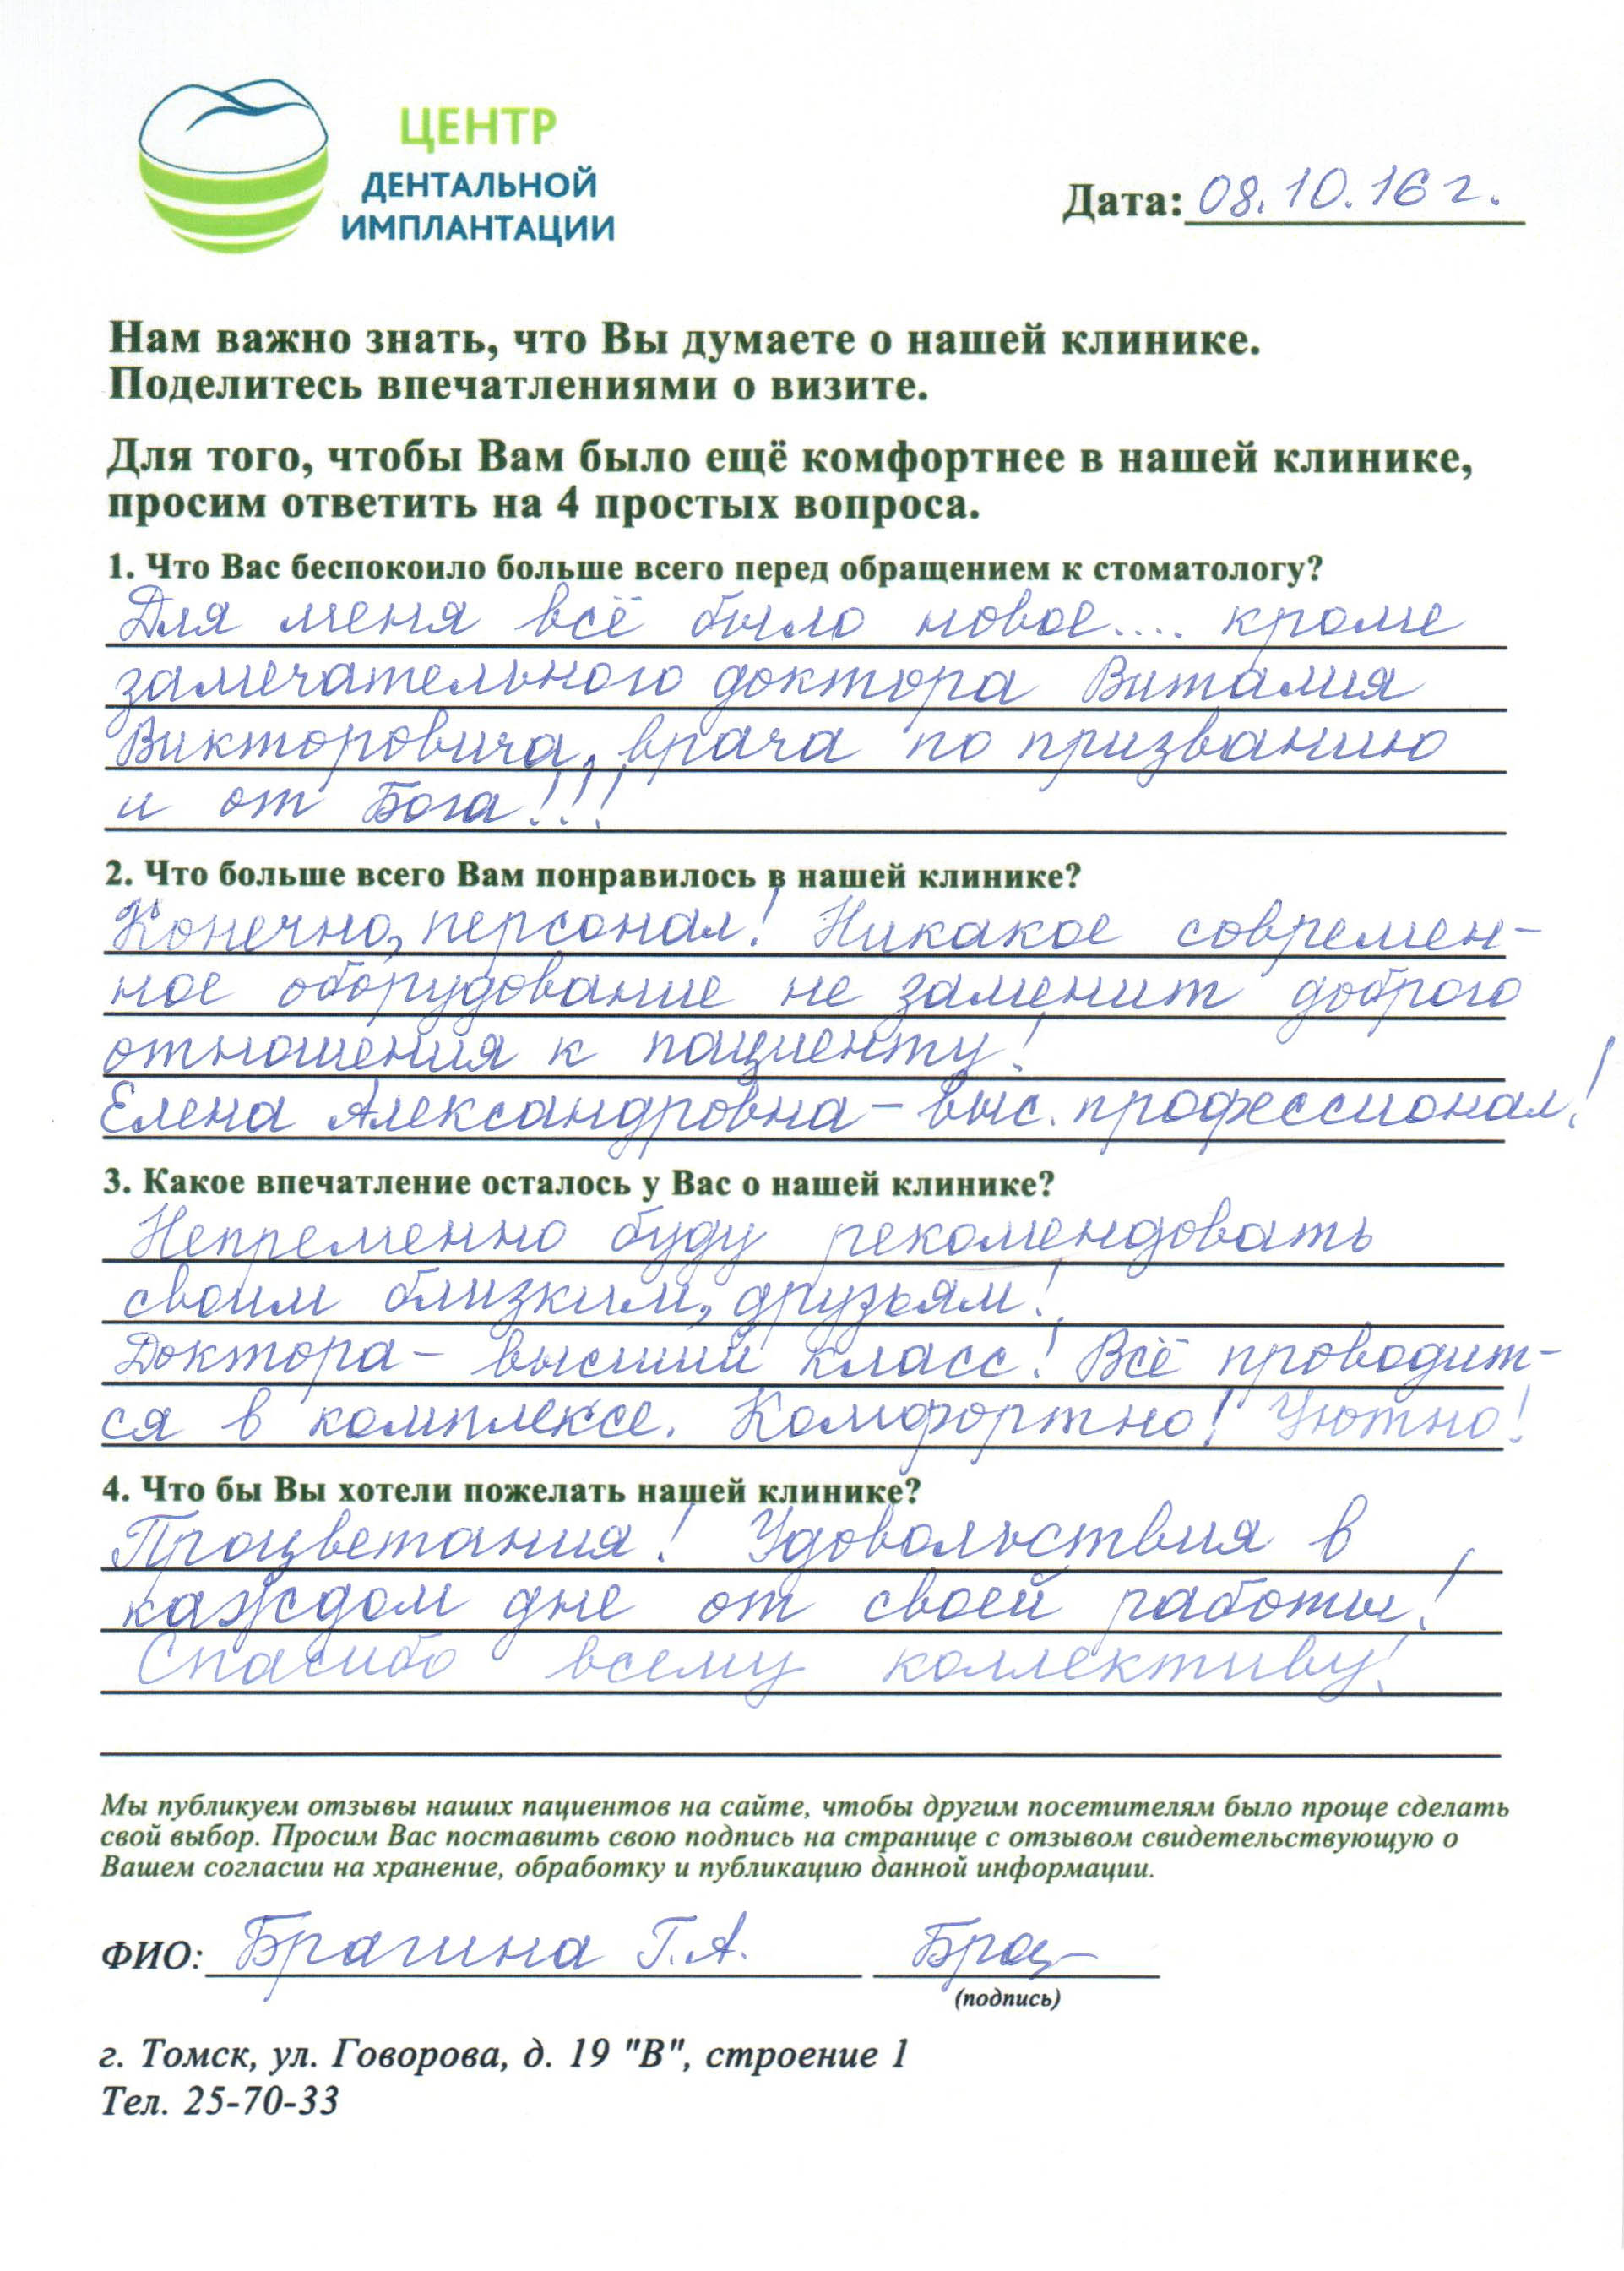 ЦЕНТР
ДЕНТАЛЬНОЙ
ИМПЛАНТАЦИИ
Дата: 08.10.16 г.
Нам важно знать, что Вы думаете о нашей клинике.
Поделитесь впечатлениями о визите.
Для того, чтобы Вам было ещё комфортнее в нашей клинике,
просим ответить на 4 простых вопроса.
1. Что Вас беспокоило больше всего перед обращением к стоматологу?
Для меня всё было новое.... кроме
замечательного доктора Виталия
Викторовича, врача по призванию
и от Бога!!!
2. Что больше всего Вам понравилось в нашей клинике?
Конечно, персонал! Никакое современ-
ное оборудование не заменит доброго
отношения к пациенту!
Елена Александровна - выс. профессионал!
3. Какое впечатление осталось у Вас о нашей клинике?
Непременно буду рекомендовать
своим близким, друзьям!
Доктора - высший класс! Всё проводит-
ся в комплексе. Комфортно! Уютно!
4. Что бы Вы хотели пожелать нашей клинике?
Процветания! Удовольствия в
каждом дне от своей работы!
Спасибо всему коллективу!
Мы публикуем отзывы наших пациентов на сайте, чтобы другим посетителям было проще сделать
свой выбор. Просим Вас поставить свою подпись на странице с отзывом свидетельствующую о
Вашем согласии на хранение, обработку и публикацию данной информации.
ФИО: Брагина Г.А. Браг
(подпись)
г. Томск, ул. Говорова, д. 19 "В", строение 1
Тел. 25-70-33